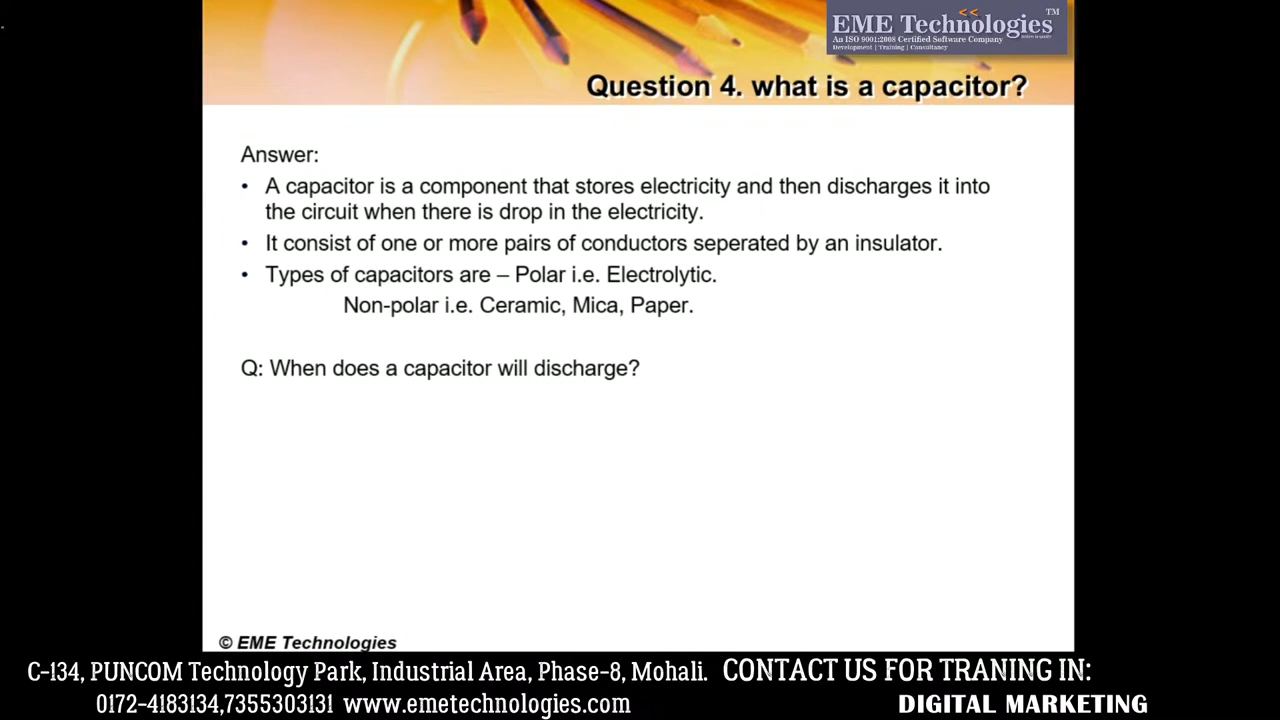 <<
TM
EME Technologies
An ISO 9001:2008 Certified Software Company
Development | Training | Consultancy
Question 4. what is a capacitor?
Answer:
• A capacitor is a component that stores electricity and then discharges it into
the circuit when there is drop in the electricity.
• It consist of one or more pairs of conductors seperated by an insulator.
• Types of capacitors are – Polar i.e. Electrolytic.
Non-polar i.e. Ceramic, Mica, Paper.
Q: When does a capacitor will discharge?
© EME Technologies
C-134, PUNCOM Technology Park, Industrial Area, Phase-8, Mohali. CONTACT US FOR TRANING IN:
0172-4183134,7355303131 www.emetechnologies.com DIGITAL MARKETING